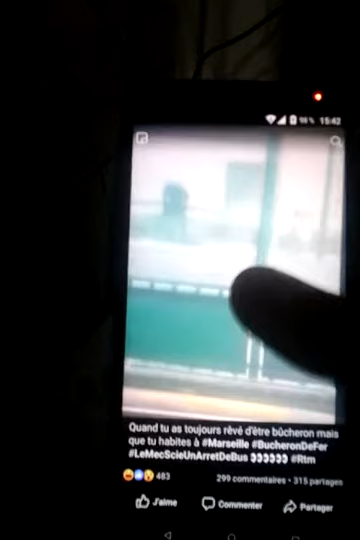 98% 15:42
Quand tu as toujours rêvé d'être bûcheron mais
que tu habites à #Marseille #BucheronDeFer
#LeMecScieUnArretDeBus #Rtm
483 299 commentaires • 315 partages
J'aime Commenter Partager